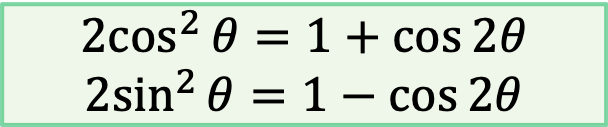 2cos² θ = 1 + cos 2θ
2sin² θ = 1 − cos 2θ